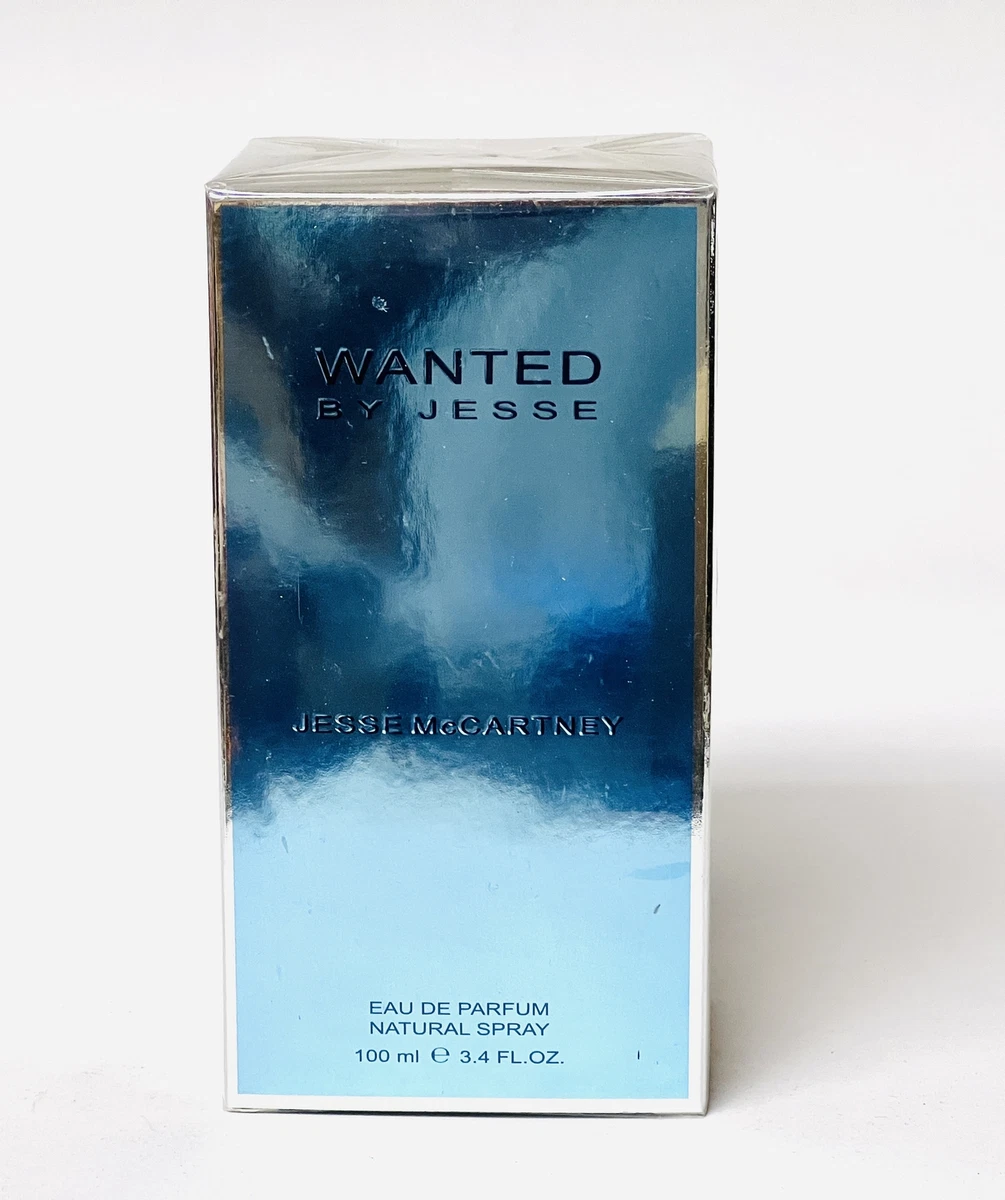 WANTED
BY JESSE
JESSE McCARTNEY
EAU DE PARFUM
NATURAL SPRAY
100 ml ℮ 3.4 FL.OZ.